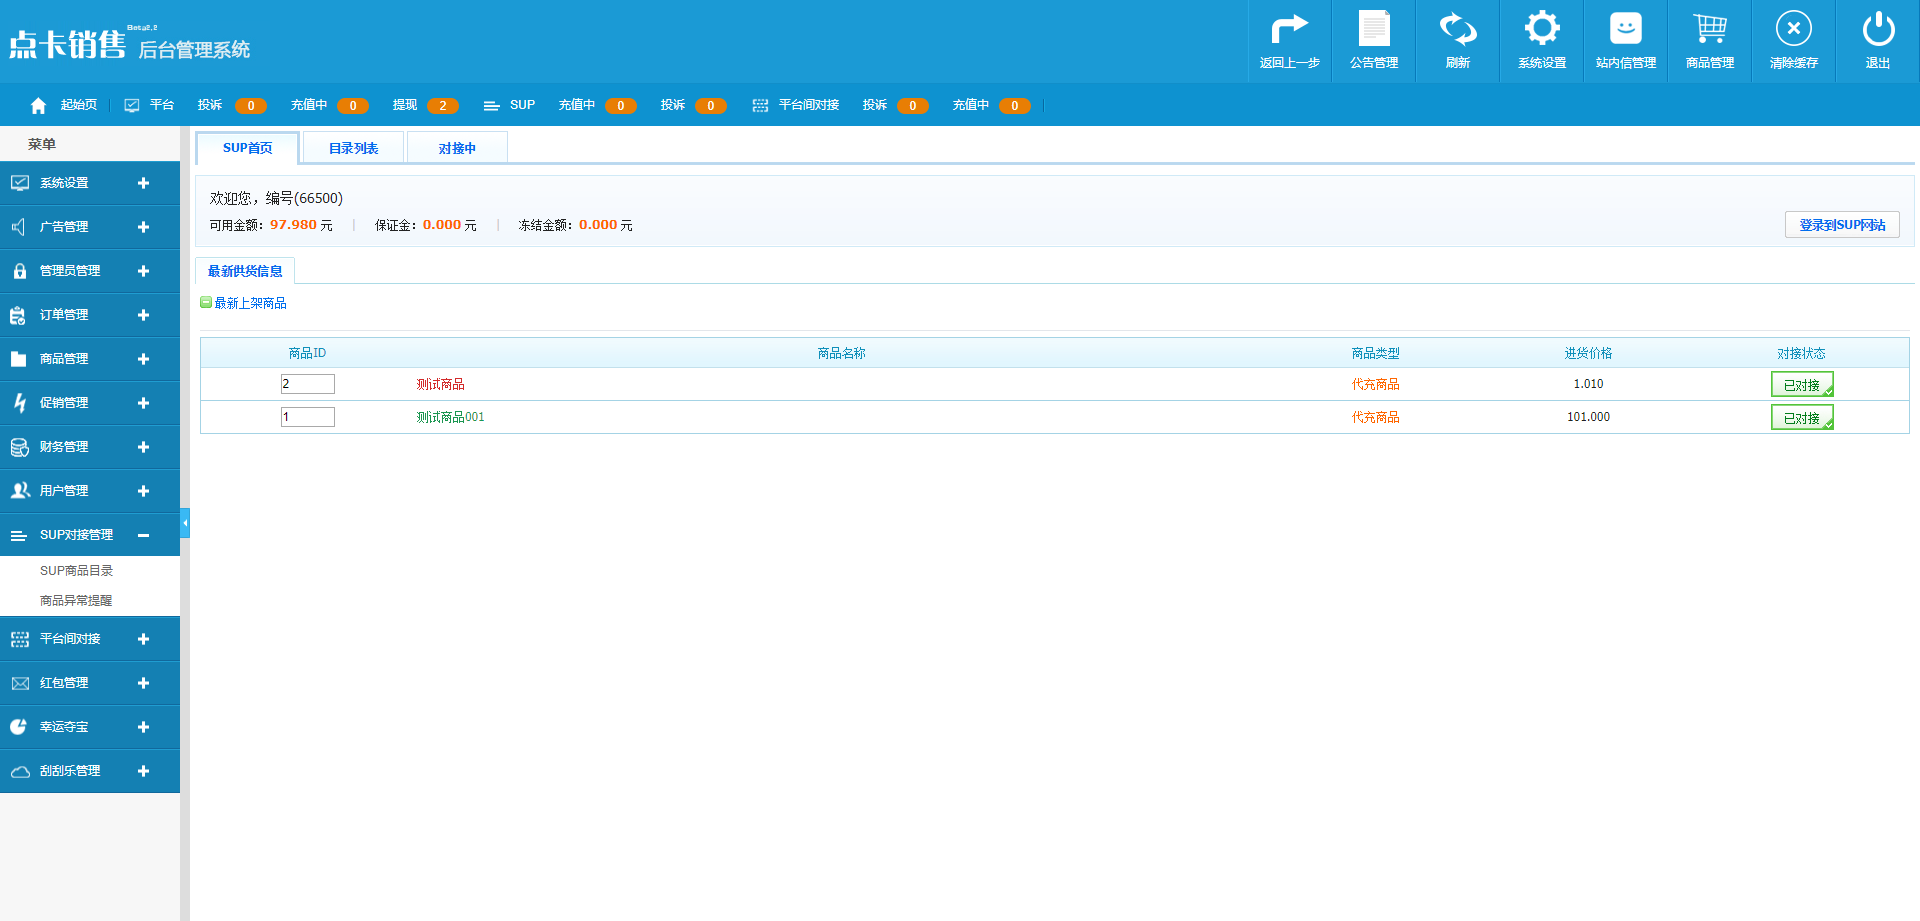 点卡销售 Beta2.2 后台管理系统
返回上一步 公告管理 刷新 系统设置 站内信管理 商品管理 清除缓存 退出
起始页 平台 投诉 0 充值中 0 提现 2 SUP 充值中 0 投诉 0 平台间对接 投诉 0 充值中 0
菜单
系统设置
广告管理
管理员管理
订单管理
商品管理
促销管理
财务管理
用户管理
SUP对接管理
SUP商品目录
商品异常提醒
平台间对接
红包管理
幸运夺宝
刮刮乐管理
SUP首页 目录列表 对接中
欢迎您，编号(66500)
可用金额：97.980 元 | 保证金：0.000 元 | 冻结金额：0.000 元
登录到SUP网站
最新供货信息
最新上架商品
商品ID 商品名称 商品类型 进货价格 对接状态
2 测试商品 代充商品 1.010 已对接
1 测试商品001 代充商品 101.000 已对接